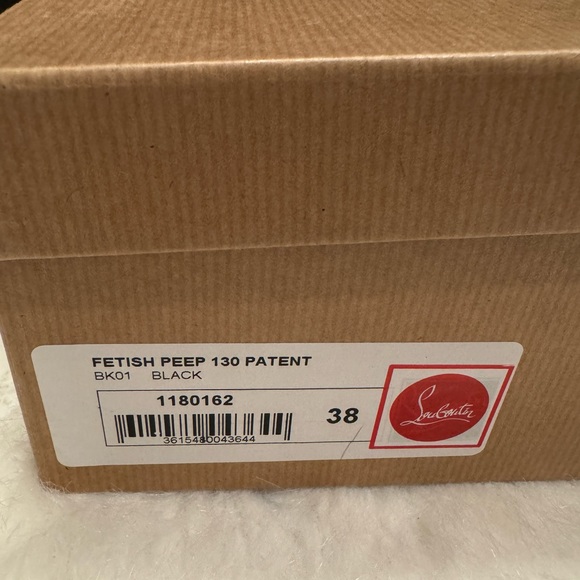 FETISH PEEP 130 PATENT
BK01 BLACK
1180162
38
3615480043644
Louboutin